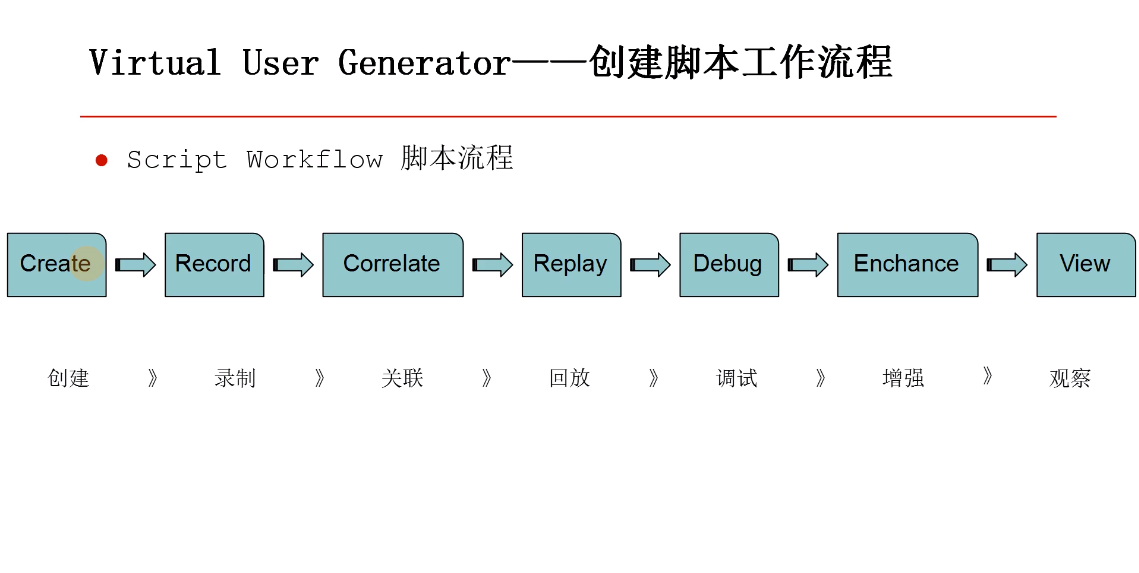 Virtual User Generator——创建脚本工作流程
Script Workflow 脚本流程
Create Record Correlate Replay Debug Enchance View
创建 》 录制 》 关联 》 回放 》 调试 》 增强 》 观察